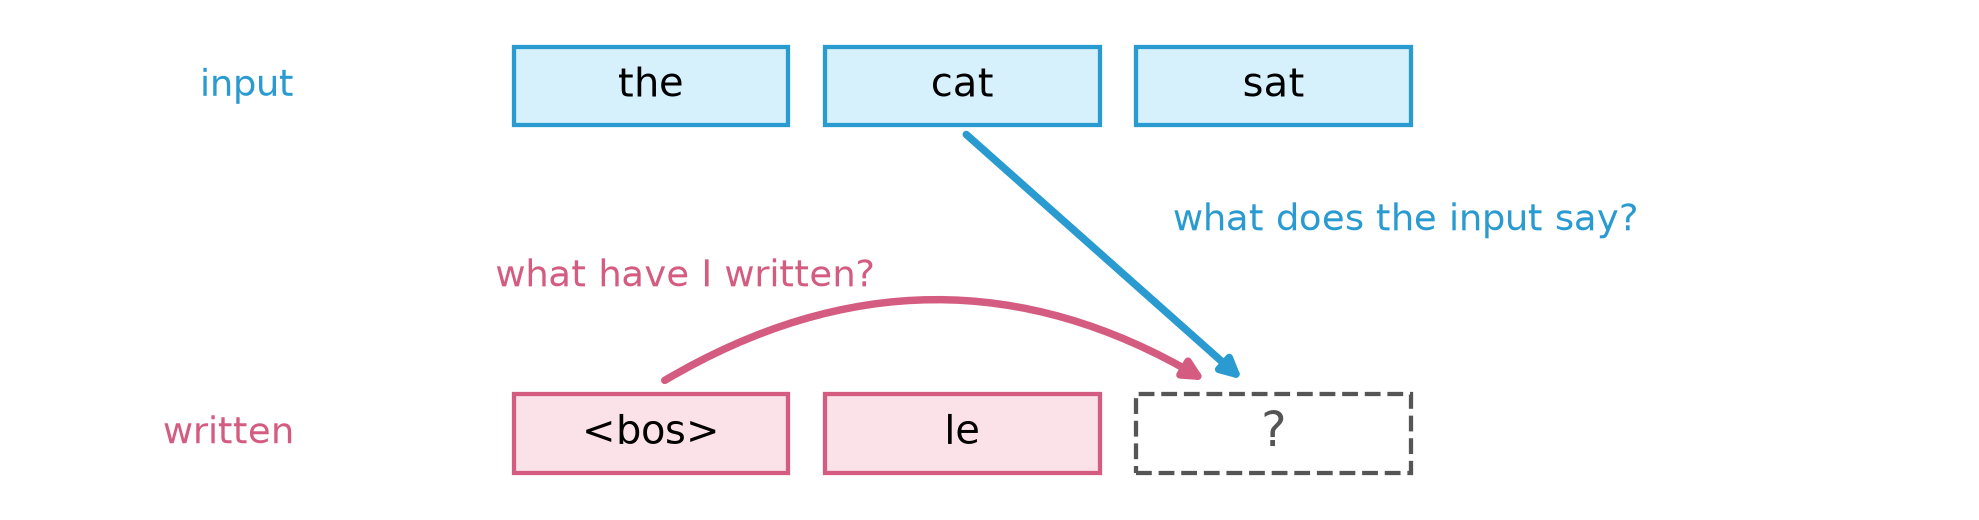 input the cat sat
what does the input say?
what have I written?
written <bos> le ?